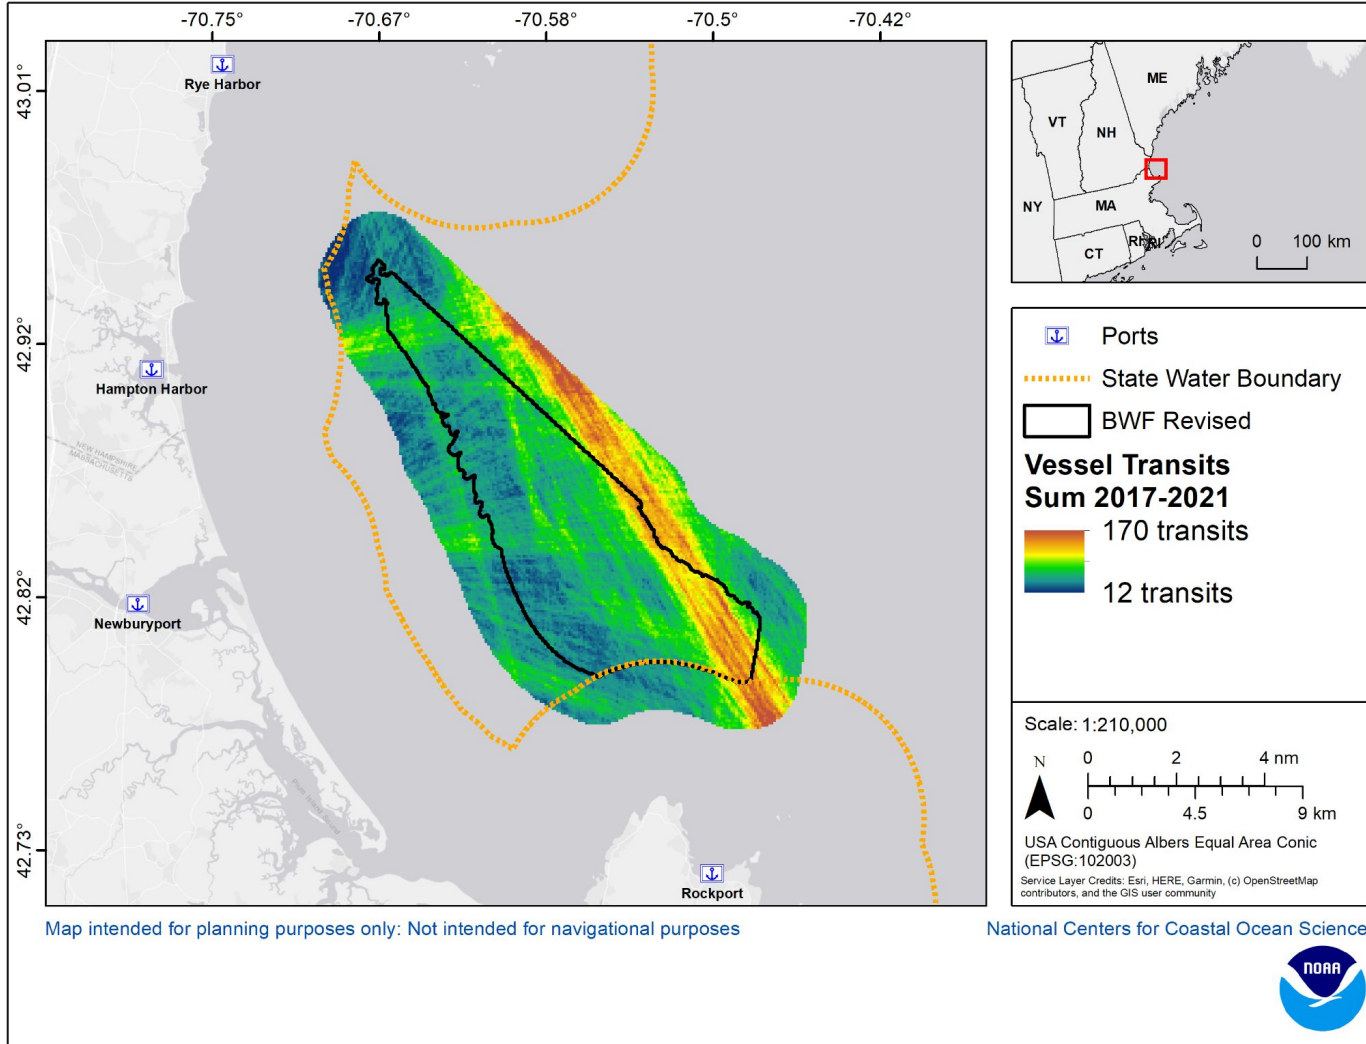 -70.75°
-70.67°
-70.58°
-70.5°
-70.42°
43.01°
42.92°
42.82°
42.73°
Rye Harbor
Hampton Harbor
NEW HAMPSHIRE
MASSACHUSETTS
Newburyport
Rockport
ME
VT
NH
NY
MA
CT
RI
RI
0 100 km
Ports
State Water Boundary
BWF Revised
Vessel Transits
Sum 2017-2021
170 transits
12 transits
Scale: 1:210,000
N
0 2 4 nm
0 4.5 9 km
USA Contiguous Albers Equal Area Conic
(EPSG:102003)
Service Layer Credits: Esri, HERE, Garmin, (c) OpenStreetMap
contributors, and the GIS user community
Map intended for planning purposes only: Not intended for navigational purposes
National Centers for Coastal Ocean Science
NOAA